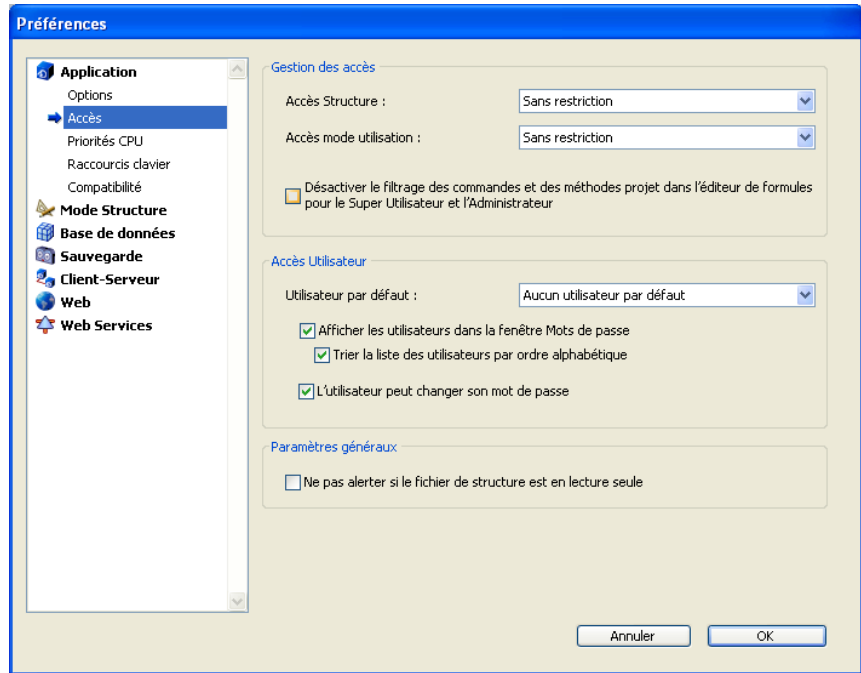 Préférences
Application
Options
Accès
Priorités CPU
Raccourcis clavier
Compatibilité
Mode Structure
Base de données
Sauvegarde
Client-Serveur
Web
Web Services
Gestion des accès
Accès Structure : Sans restriction
Accès mode utilisation : Sans restriction
Désactiver le filtrage des commandes et des méthodes projet dans l'éditeur de formules
pour le Super Utilisateur et l'Administrateur
Accès Utilisateur
Utilisateur par défaut : Aucun utilisateur par défaut
Afficher les utilisateurs dans la fenêtre Mots de passe
Trier la liste des utilisateurs par ordre alphabétique
L'utilisateur peut changer son mot de passe
Paramètres généraux
Ne pas alerter si le fichier de structure est en lecture seule
Annuler OK